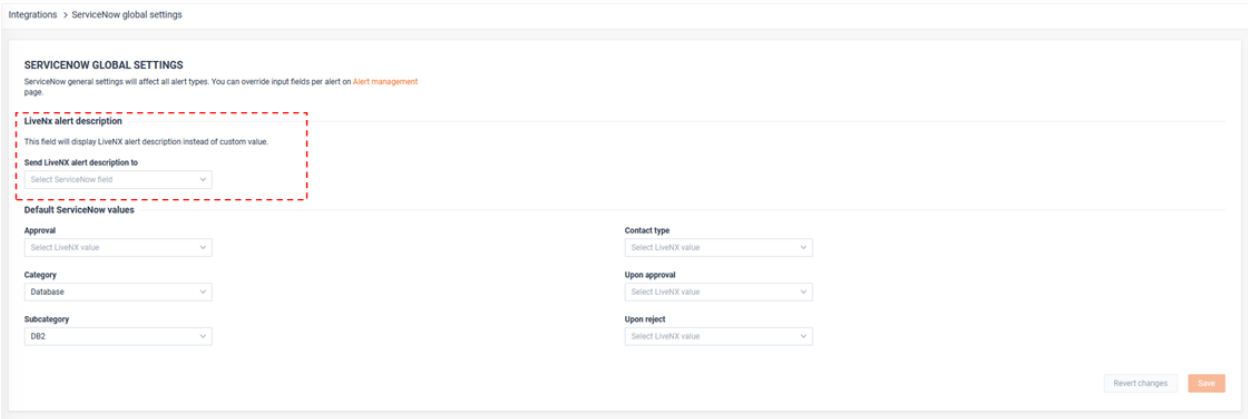 Integrations > ServiceNow global settings
SERVICENOW GLOBAL SETTINGS
ServiceNow general settings will affect all alert types. You can override input fields per alert on Alert management
page.
LiveNx alert description
This field will display LiveNX alert description instead of custom value.
Send LiveNX alert description to
Select ServiceNow field
Default ServiceNow values
Approval
Select LiveNX value
Contact type
Select LiveNX value
Category
Database
Upon approval
Select LiveNX value
Subcategory
DB2
Upon reject
Select LiveNX value
Revert changes
Save